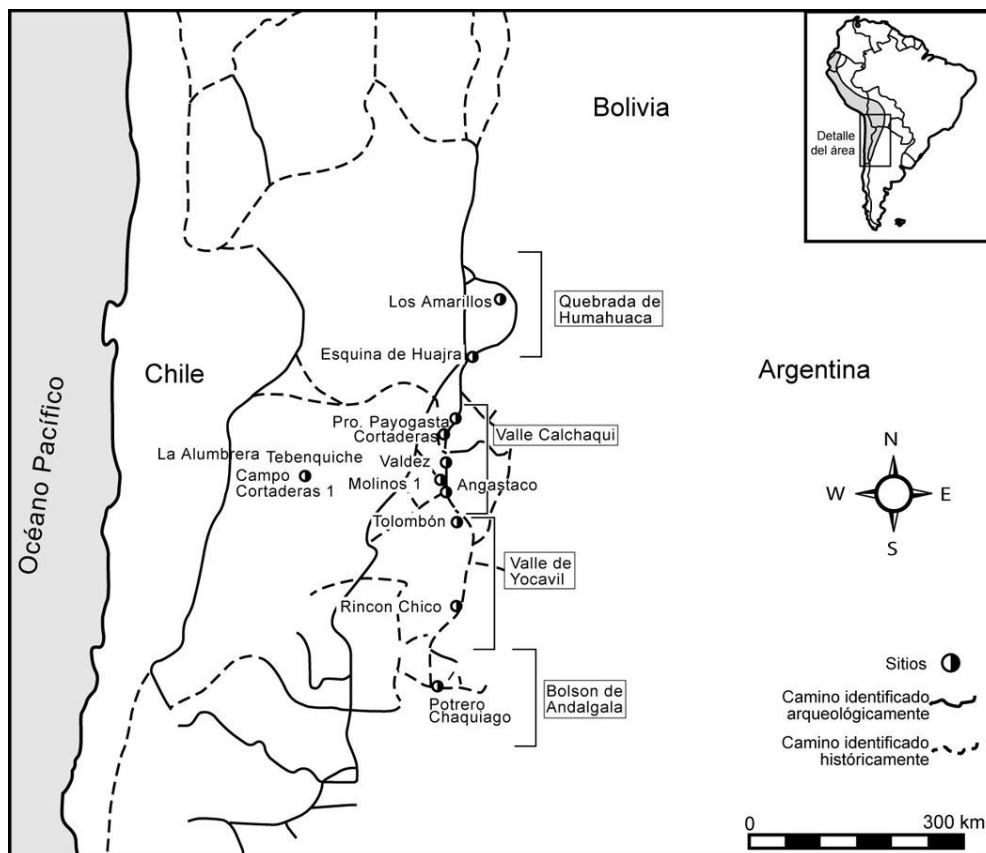 Bolivia
Detalle
del área
Los Amarillos
Quebrada de
Humahuaca
Esquina de Huajra
Chile
Argentina
Océano Pacífico
Pro. Payogasta
Cortaderas
Valle Calchaqui
La Alumbrera Tebenquiche
Valdez
Campo
Cortaderas 1
Molinos 1
Angastaco
Tolombón
N
W
E
S
Valle de
Yocavil
Rincon Chico
Potrero
Chaquiago
Bolson de
Andalgala
Sitios
Camino identificado
arqueológicamente
Camino identificado
históricamente
0 300 km